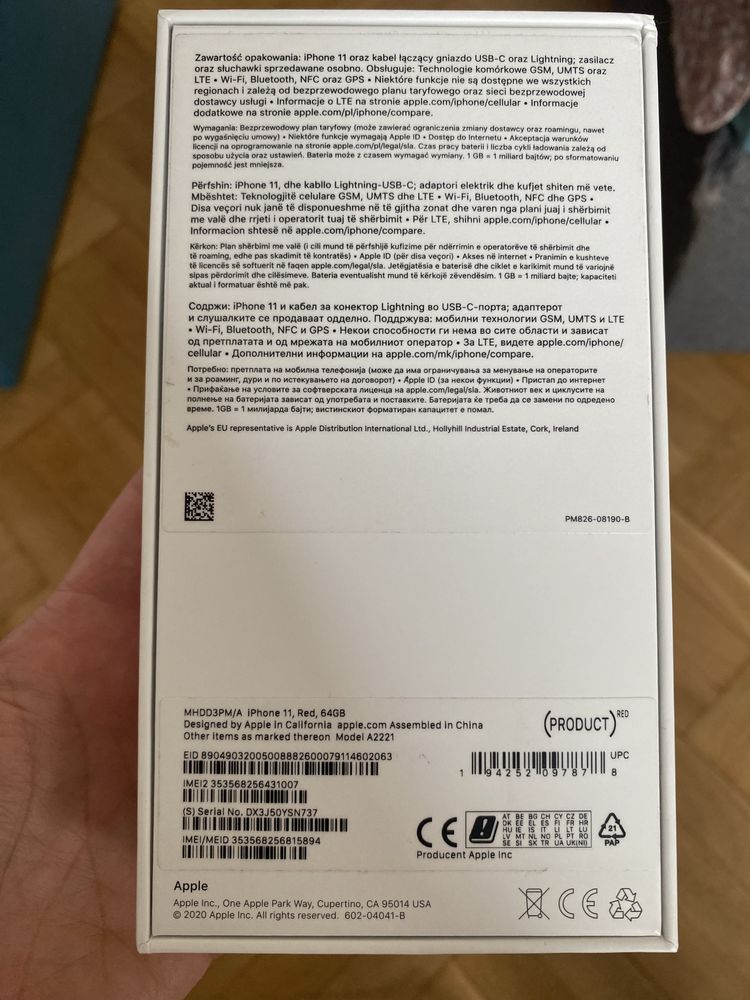 Zawartość opakowania: iPhone 11 oraz kabel łączący gniazdo USB-C oraz Lightning; zasilacz
oraz słuchawki sprzedawane osobno. Obsługuje: Technologie komórkowe GSM, UMTS oraz
LTE • Wi-Fi, Bluetooth, NFC oraz GPS • Niektóre funkcje nie są dostępne we wszystkich
regionach i zależą od bezprzewodowego planu taryfowego oraz sieci bezprzewodowej
dostawcy usługi • Informacje o LTE na stronie apple.com/iphone/cellular • Informacje
dodatkowe na stronie apple.com/pl/iphone/compare.
Wymagania: Bezprzewodowy plan taryfowy (może zawierać ograniczenia zmiany dostawcy oraz roamingu, nawet
po wygaśnięciu umowy) • Niektóre funkcje wymagają Apple ID • Dostęp do Internetu • Akceptacja warunków
licencji na oprogramowanie na stronie apple.com/pl/legal/sla. Czas pracy baterii i liczba cykli ładowania zależą od
sposobu użycia oraz ustawień. Bateria może z czasem wymagać wymiany. 1 GB = 1 miliard bajtów; po sformatowaniu
pojemność jest mniejsza.
Përfshin: iPhone 11, dhe kabllo Lightning-USB-C; adaptori elektrik dhe kufjet shiten më vete.
Mbështet: Teknologjitë celulare GSM, UMTS dhe LTE • Wi-Fi, Bluetooth, NFC dhe GPS •
Disa veçori nuk janë të disponueshme në të gjitha zonat dhe varen nga plani juaj i shërbimit
me valë dhe rrjeti i operatorit tuaj të shërbimit • Për LTE, shihni apple.com/iphone/cellular •
Informacion shtesë në apple.com/iphone/compare.
Kërkon: Plan shërbimi me valë (i cili mund të përfshijë kufizime për ndërrimin e operatorëve të shërbimit dhe
të roaming, edhe pas skadimit të kontratës) • Apple ID (për disa veçori) • Akses në internet • Pranimin e kushteve
të licencës së softuerit në faqen apple.com/legal/sla. Jetëgjatësia e baterisë dhe ciklet e karikimit mund të variojnë
sipas përdorimit dhe cilësimeve. Bateria eventualisht mund të kërkojë zëvendësim. 1 GB = 1 miliard bajte; kapaciteti
aktual i formatuar është më pak.
Содржи: iPhone 11 и кабел за конектор Lightning во USB-C-порта; адаптерот
и слушалките се продаваат одделно. Поддржува: мобилни технологии GSM, UMTS и LTE
• Wi-Fi, Bluetooth, NFC и GPS • Некои способности ги нема во сите области и зависат
од претплатата и од мрежата на мобилниот оператор • За LTE, видете apple.com/iphone/
cellular • Дополнителни информации на apple.com/mk/iphone/compare.
Потребно: претплата на мобилна телефонија (може да има ограничувања за менување на операторите
и за роаминг, дури и по истекувањето на договорот) • Apple ID (за некои функции) • Пристап до интернет
• Прифаќање на условите за софтверската лиценца на apple.com/legal/sla. Животниот век и циклусите на
полнење на батеријата зависат од употребата и поставките. Батеријата ќе треба да се замени по одредено
време. 1GB = 1 милијарда бајти; вистинскиот форматиран капацитет е помал.
Apple's EU representative is Apple Distribution International Ltd., Hollyhill Industrial Estate, Cork, Ireland
PM826-08190-B
MHDD3PM/A iPhone 11, Red, 64GB
Designed by Apple in California apple.com Assembled in China
Other items as marked thereon Model A2221
(PRODUCT)RED
EID 89049032005008882600079114602063
UPC
1 94252 09787 8
IMEI2 353568256431007
(S) Serial No. DX3J50YSN737
IMEI/MEID 353568256815894
CE
AT BE BG CH CY CZ DE
DK EE EL ES FI FR HR
HU IE IS IT LI LT LU
LV MT NL NO PL PT RO
SE SI SK TR UA UK(NI)
21
PAP
Producent Apple Inc
Apple
Apple Inc., One Apple Park Way, Cupertino, CA 95014 USA
© 2020 Apple Inc. All rights reserved. 602-04041-B
CE